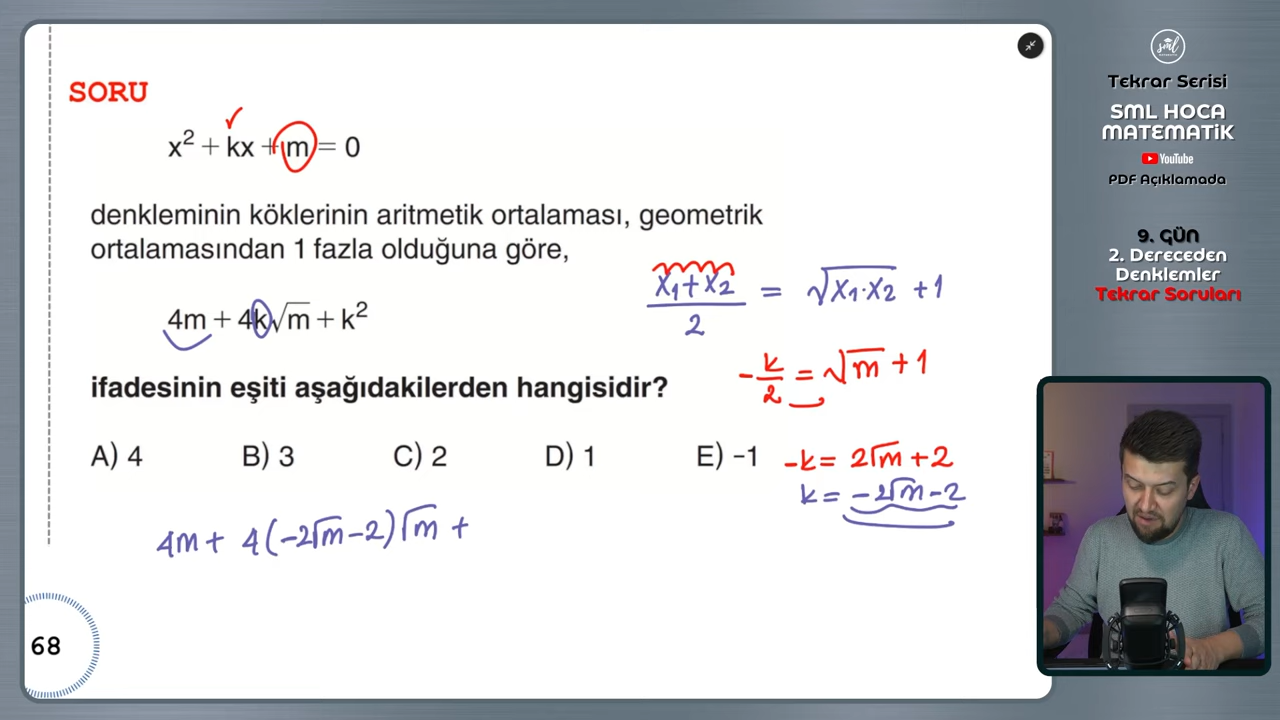 SORU
x² + kx + m = 0
denkleminin köklerinin aritmetik ortalaması, geometrik
ortalamasından 1 fazla olduğuna göre,
4m + 4k√m + k²
ifadesinin eşiti aşağıdakilerden hangisidir?
A) 4 B) 3 C) 2 D) 1 E) –1
(x₁+x₂)/2 = √(x₁·x₂) +1
-k/2 = √m +1
-k = 2√m +2
k = -2√m -2
4m + 4(-2√m -2)√m +
68
sml
Tekrar Serisi
SML HOCA
MATEMATİK
YouTube
PDF Açıklamada
9. GÜN
2. Dereceden
Denklemler
Tekrar Soruları